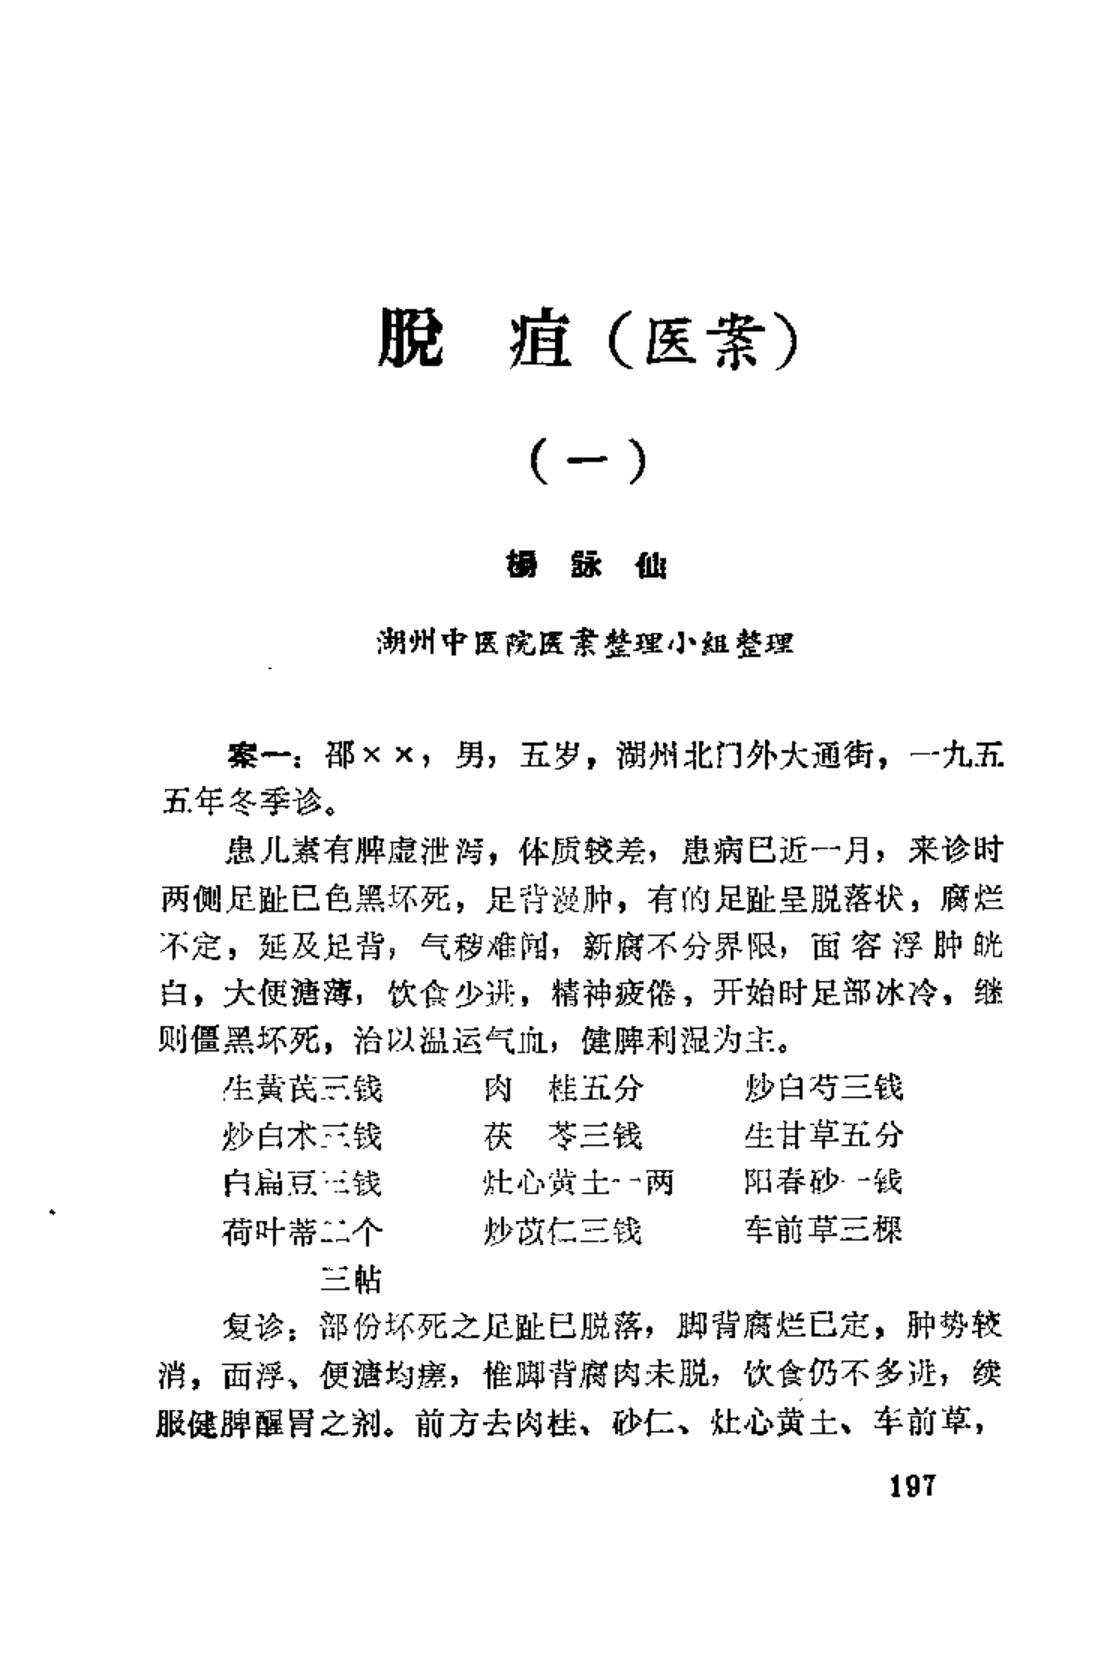 脫　疽（医案）
（一）
楊　詠　仙
湖州中医院医案整理小組整理
案一：邵××，男，五岁，湖州北门外大通街，一九五
五年冬季诊。
患儿素有脾虚泄泻，体质较差，患病已近一月，来诊时
两侧足趾已色黑坏死，足背漫肿，有的足趾呈脱落状，腐烂
不定，延及足背，气秽难闻，新腐不分界限，面容浮肿㿠
白，大便溏薄，饮食少进，精神疲倦，开始时足部冰冷，继
则僵黑坏死，治以温运气血，健脾利湿为主。
生黄芪三钱　肉　桂五分　炒白芍三钱
炒白术三钱　茯　苓三钱　生甘草五分
白扁豆三钱　灶心黄土一两　阳春砂一钱
荷叶蒂二个　炒苡仁三钱　车前草三棵
三帖
复诊：部份坏死之足趾已脱落，脚背腐烂已定，肿势较
消，面浮、便溏均瘥，惟脚背腐肉未脱，饮食仍不多进，续
服健脾醒胃之剂。前方去肉桂、砂仁、灶心黄土、车前草，
197